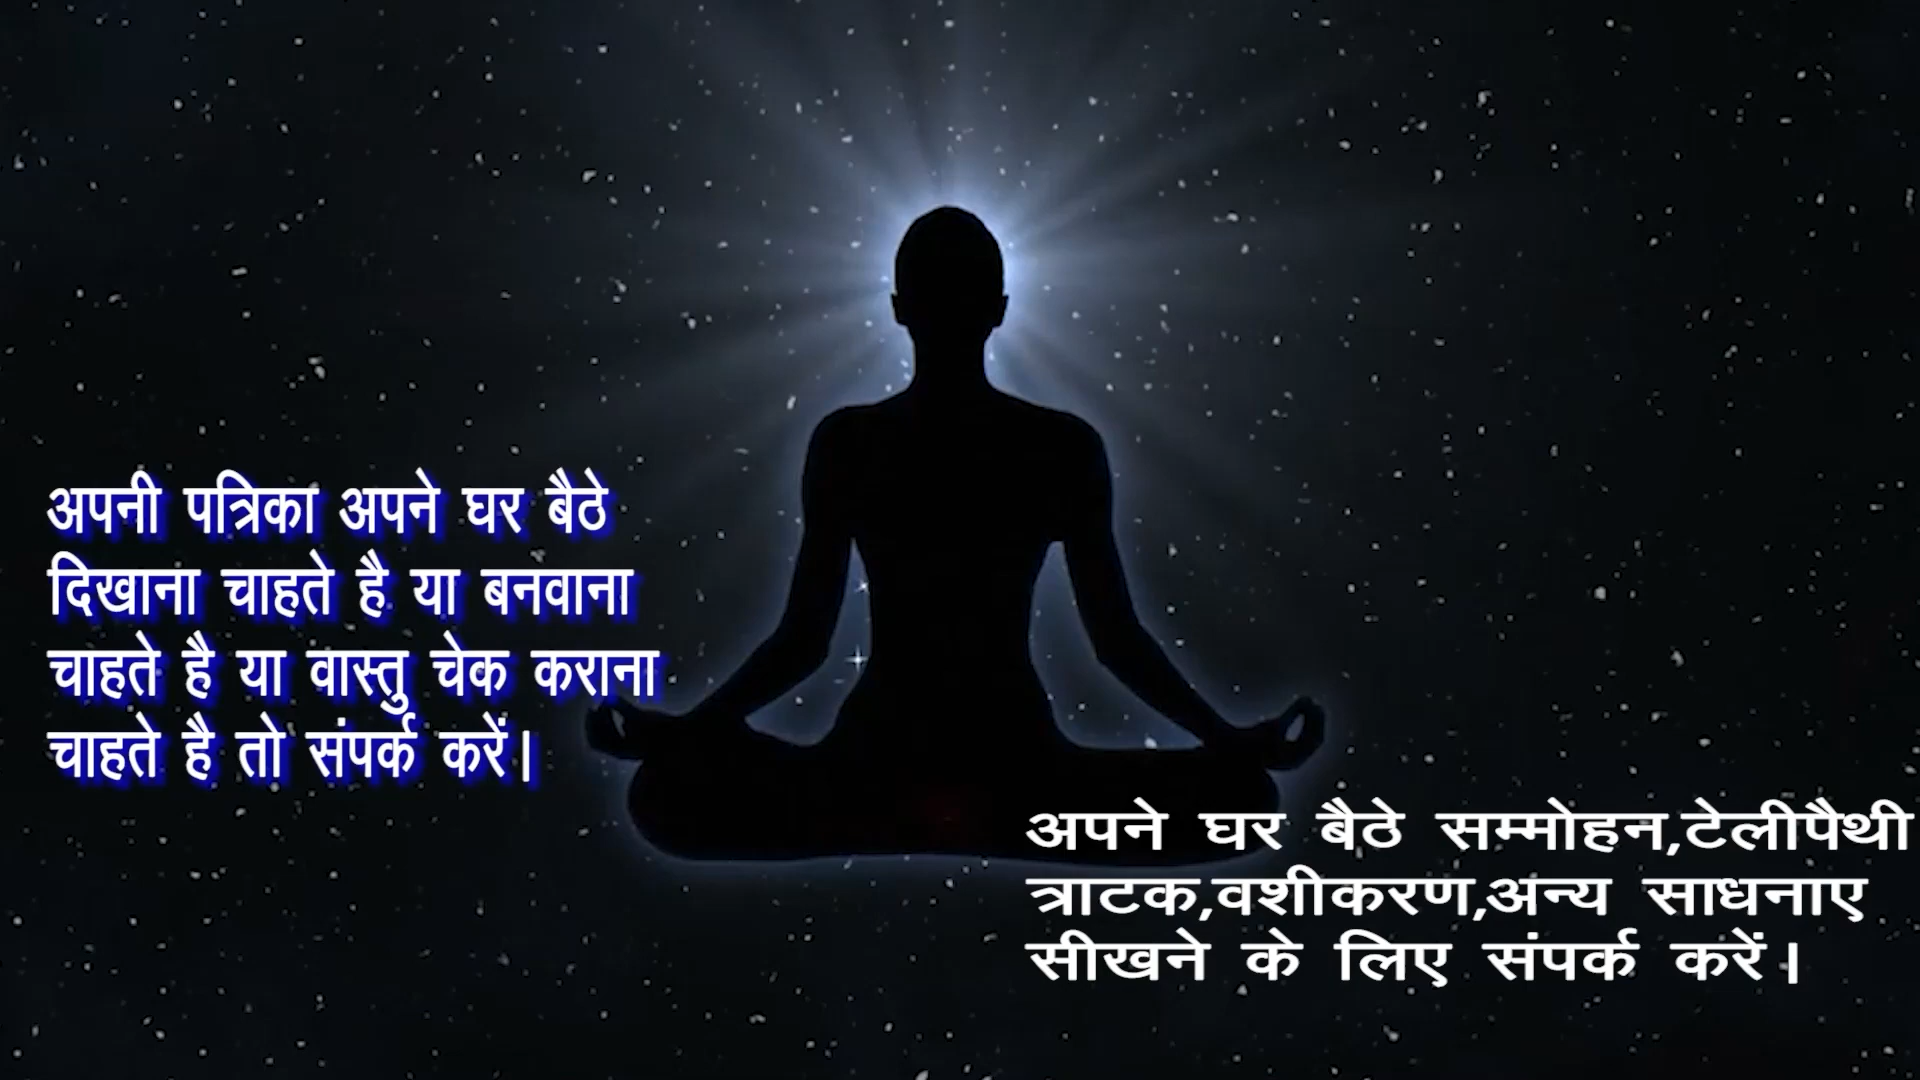 अपनी पत्रिका अपने घर बैठे
दिखाना चाहते है या बनवाना
चाहते है या वास्तु चेक कराना
चाहते है तो संपर्क करें।
अपने घर बैठे सम्मोहन,टेलीपैथी
त्राटक,वशीकरण,अन्य साधनाए
सीखने के लिए संपर्क करें।